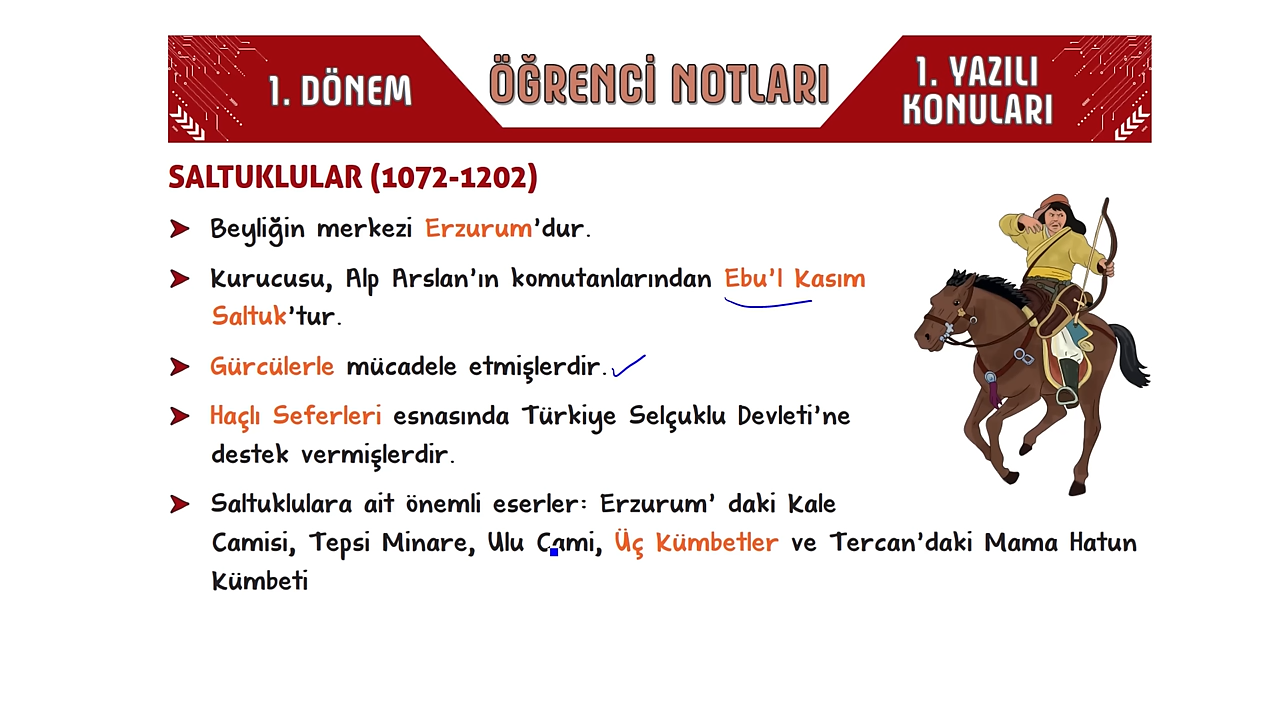 1. DÖNEM
ÖĞRENCİ NOTLARI
1. YAZILI
KONULARI
SALTUKLULAR (1072-1202)
Beyliğin merkezi Erzurum'dur.
Kurucusu, Alp Arslan'ın komutanlarından Ebu'l Kasım
Saltuk'tur.
Gürcülerle mücadele etmişlerdir.
Haçlı Seferleri esnasında Türkiye Selçuklu Devleti'ne
destek vermişlerdir.
Saltuklulara ait önemli eserler: Erzurum' daki Kale
Camisi, Tepsi Minare, Ulu Cami, Üç Kümbetler ve Tercan'daki Mama Hatun
Kümbeti